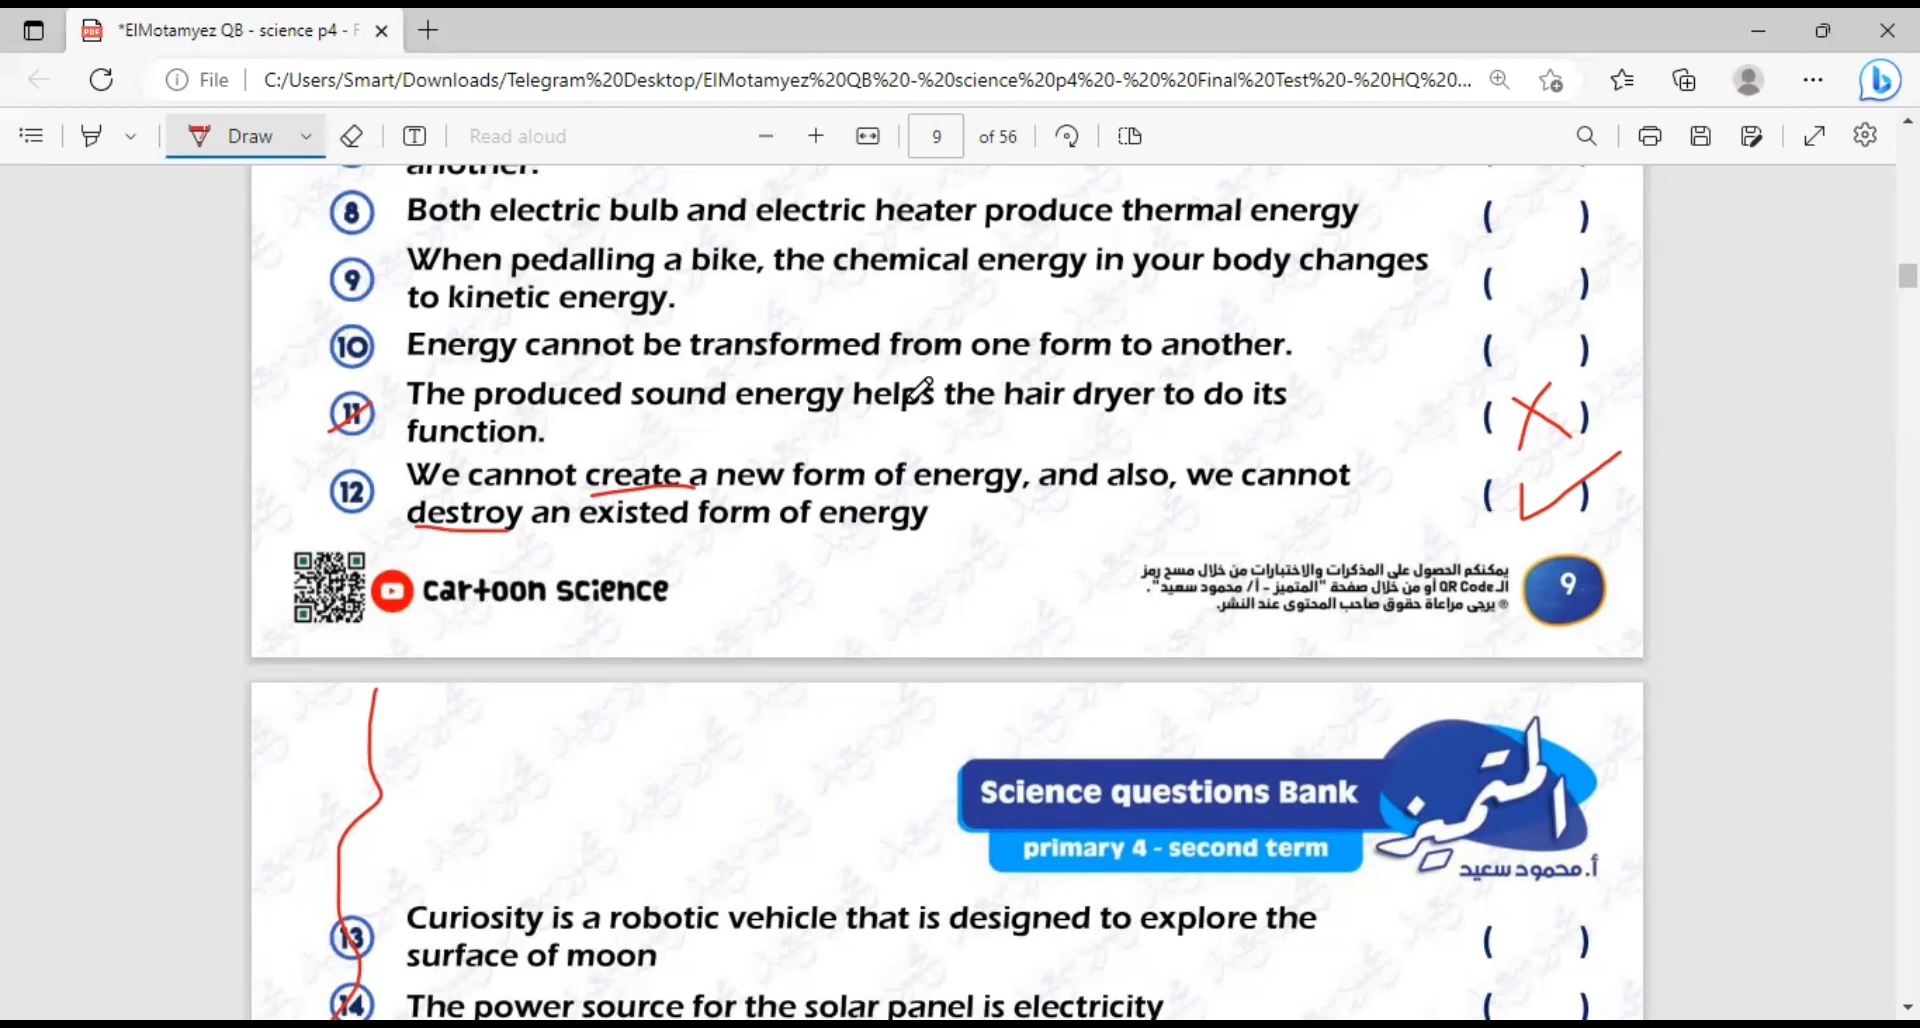 *ElMotamyez QB - science p4 - F
File
C:/Users/Smart/Downloads/Telegram%20Desktop/ElMotamyez%20QB%20-%20science%20p4%20-%20%20Final%20Test%20-%20HQ%20...
Draw
Read aloud
9 of 56
another.
8 Both electric bulb and electric heater produce thermal energy ( )
9 When pedalling a bike, the chemical energy in your body changes
to kinetic energy. ( )
10 Energy cannot be transformed from one form to another. ( )
11 The produced sound energy helps the hair dryer to do its
function. ( X )
12 We cannot create a new form of energy, and also, we cannot
destroy an existed form of energy ( ✓ )
cartoon science
يمكنكم الحصول على المذكرات والاختبارات من خلال مسح رمز
الـ QR Code أو من خلال صفحة "المتميز - أ/ محمود سعيد".
® يرجى مراعاة حقوق صاحب المحتوى عند النشر.
9
Science questions Bank
primary 4 - second term
المتميز
أ. محمود سعيد
13 Curiosity is a robotic vehicle that is designed to explore the
surface of moon ( )
14 The power source for the solar panel is electricity ( )